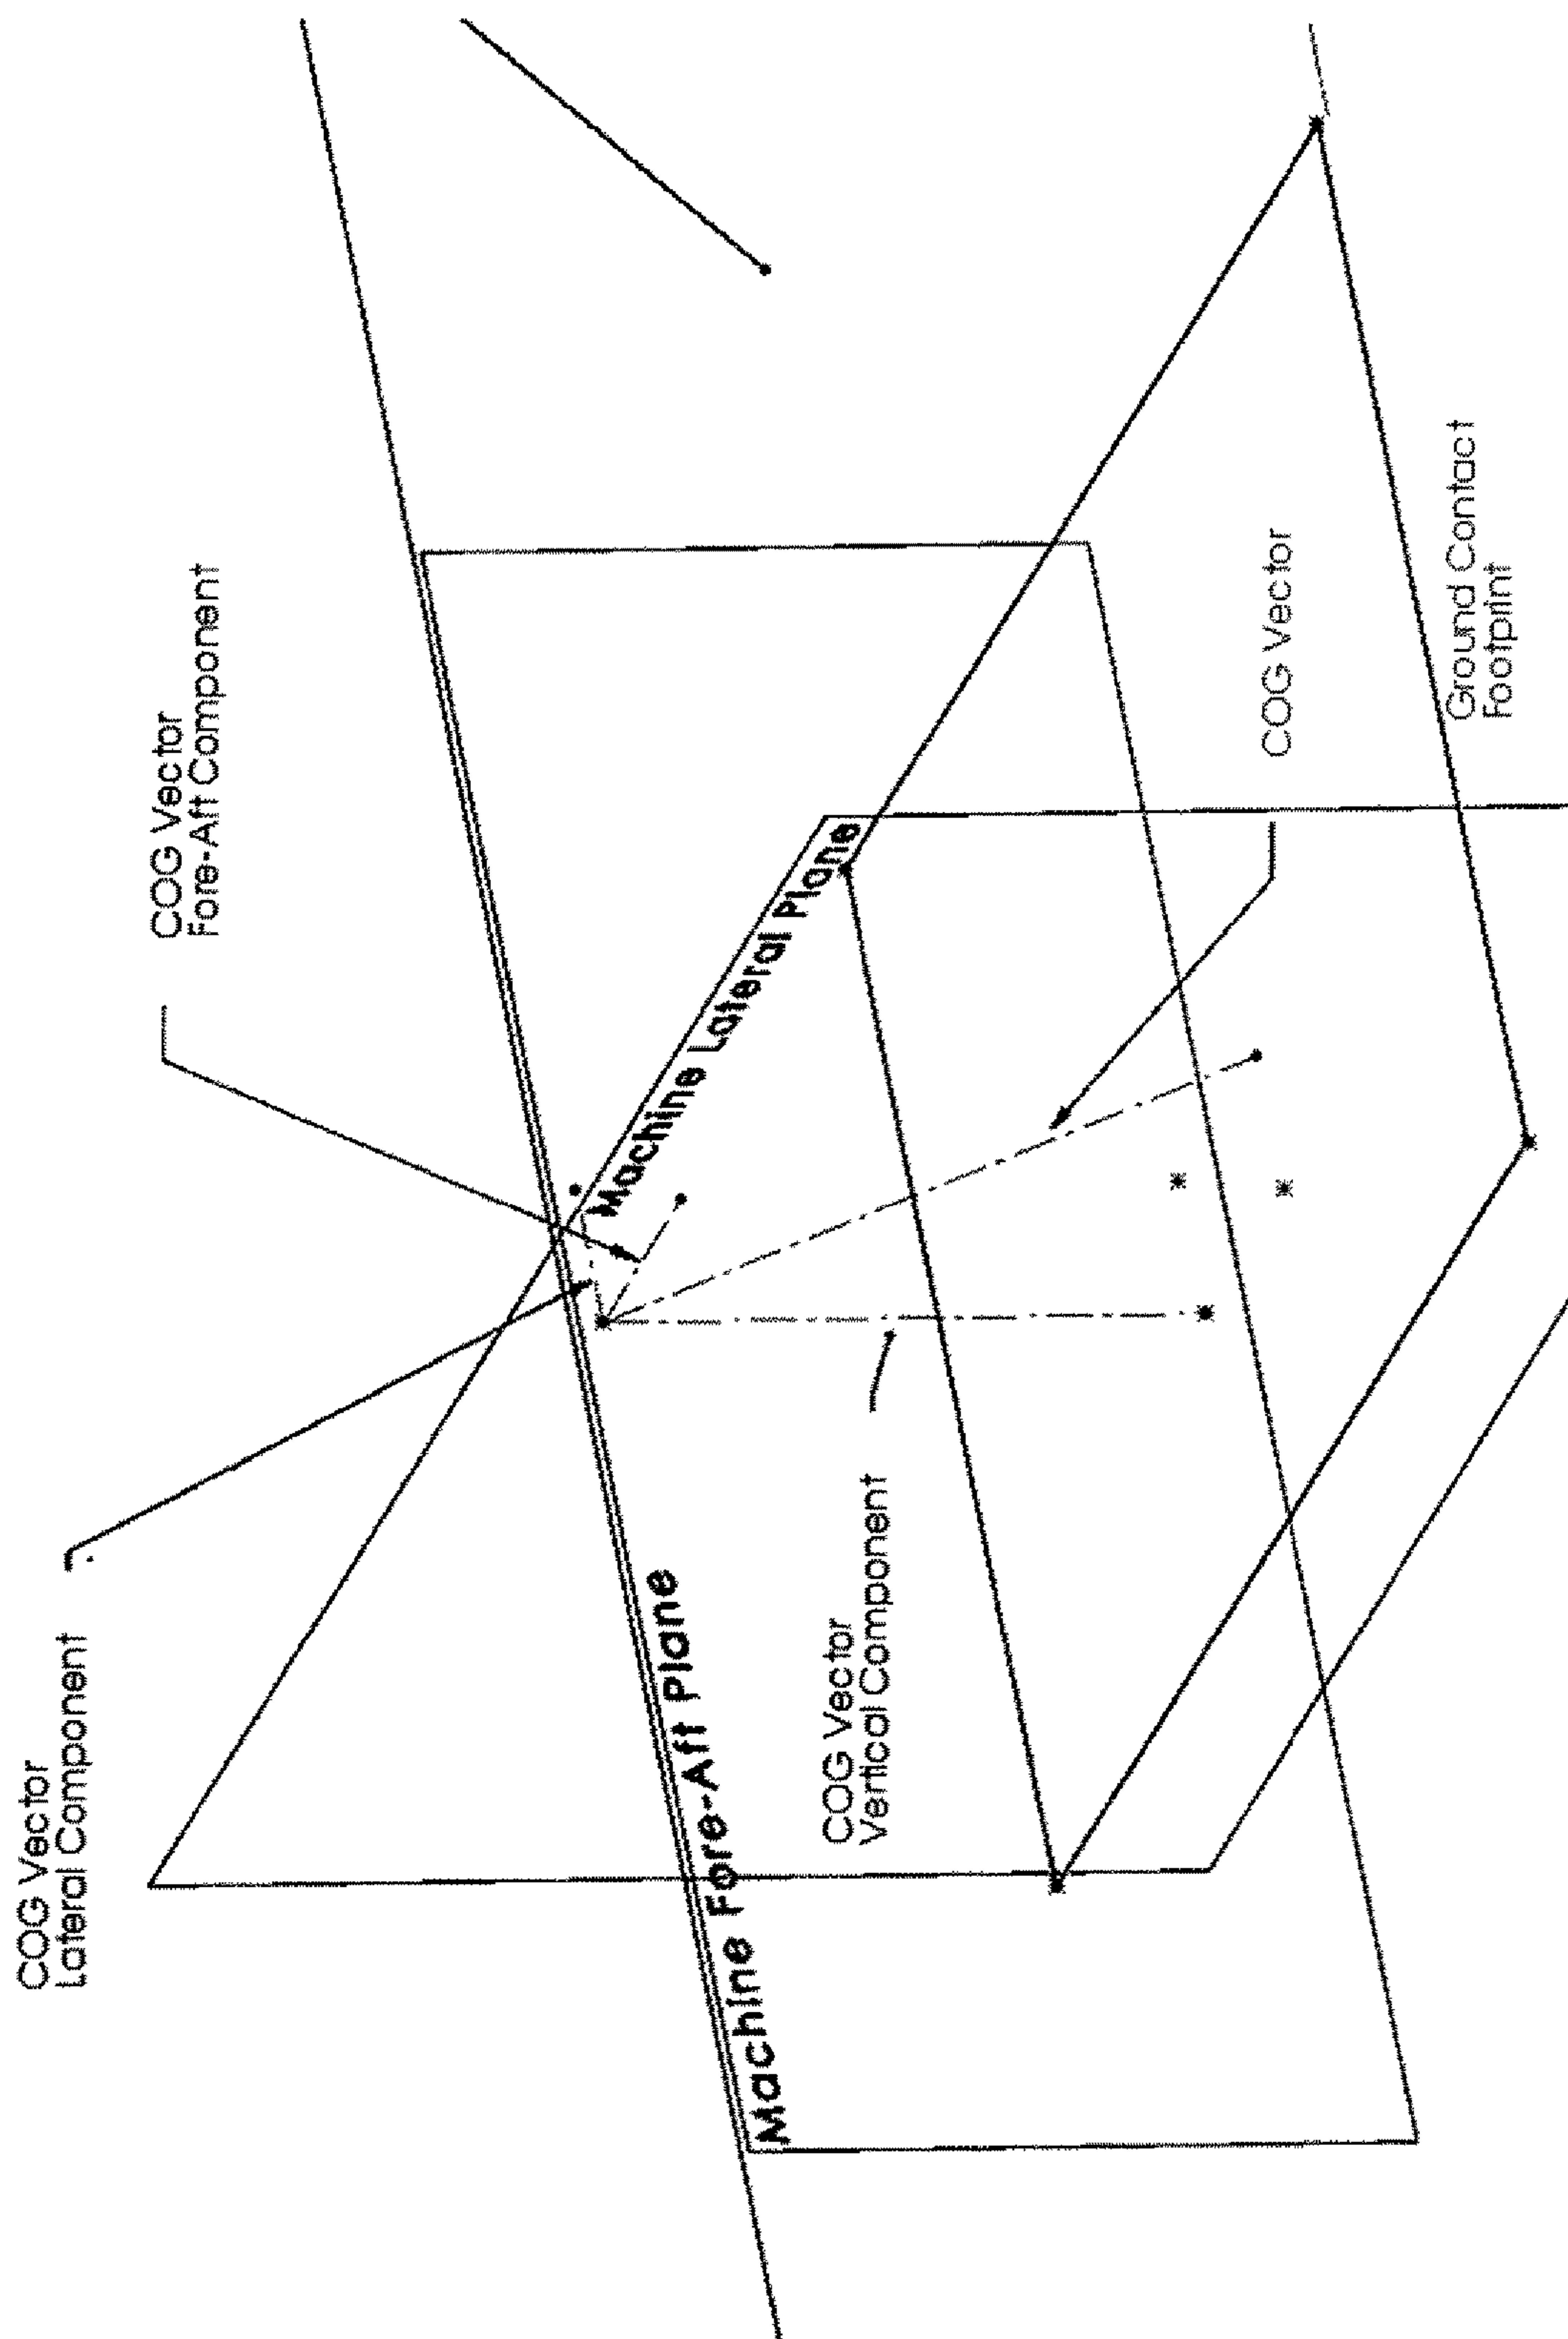 COG Vector
Lateral Component
COG Vector
Fore-Aft Component
Machine Lateral Plane
Machine Fore-Aft Plane
COG Vector
Vertical Component
COG Vector
Ground Contact
Footprint